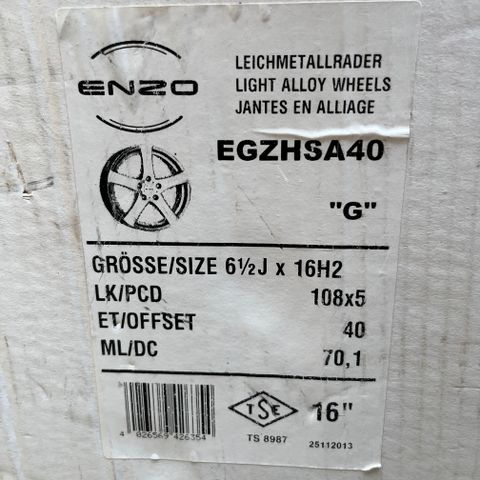 ENZO
LEICHMETALLRADER
LIGHT ALLOY WHEELS
JANTES EN ALLIAGE
EGZHSA40
"G"
GRÖSSE/SIZE 6½J x 16H2
LK/PCD 108x5
ET/OFFSET 40
ML/DC 70,1
4 026569 426354
TSE
TS 8987
16"
25112013